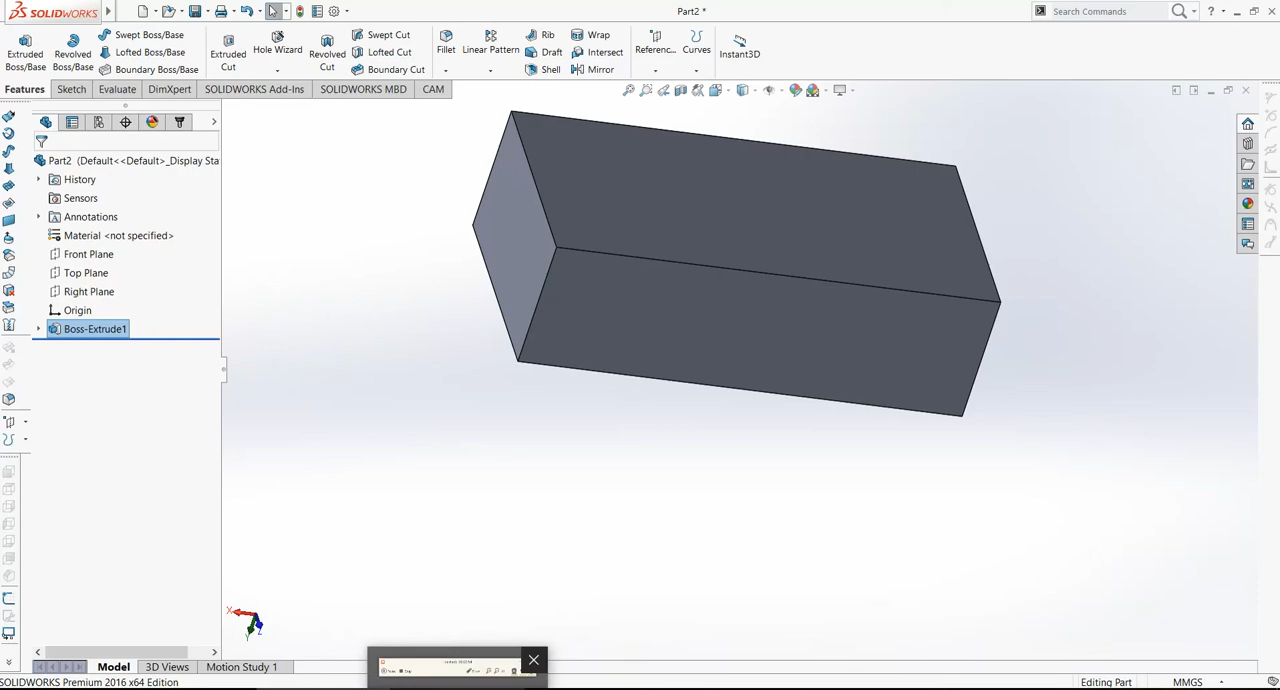 SOLIDWORKS
Part2 *
Search Commands
?
Extruded Boss/Base
Revolved Boss/Base
Swept Boss/Base
Lofted Boss/Base
Boundary Boss/Base
Extruded Cut
Hole Wizard
Revolved Cut
Swept Cut
Lofted Cut
Boundary Cut
Fillet
Linear Pattern
Rib
Draft
Shell
Wrap
Intersect
Mirror
Referenc...
Curves
Instant3D
Features
Sketch
Evaluate
DimXpert
SOLIDWORKS Add-Ins
SOLIDWORKS MBD
CAM
Part2 (Default<<Default>_Display Sta
History
Sensors
Annotations
Material <not specified>
Front Plane
Top Plane
Right Plane
Origin
Boss-Extrude1
X
Y
Z
Model
3D Views
Motion Study 1
SOLIDWORKS Premium 2016 x64 Edition
Editing Part
MMGS